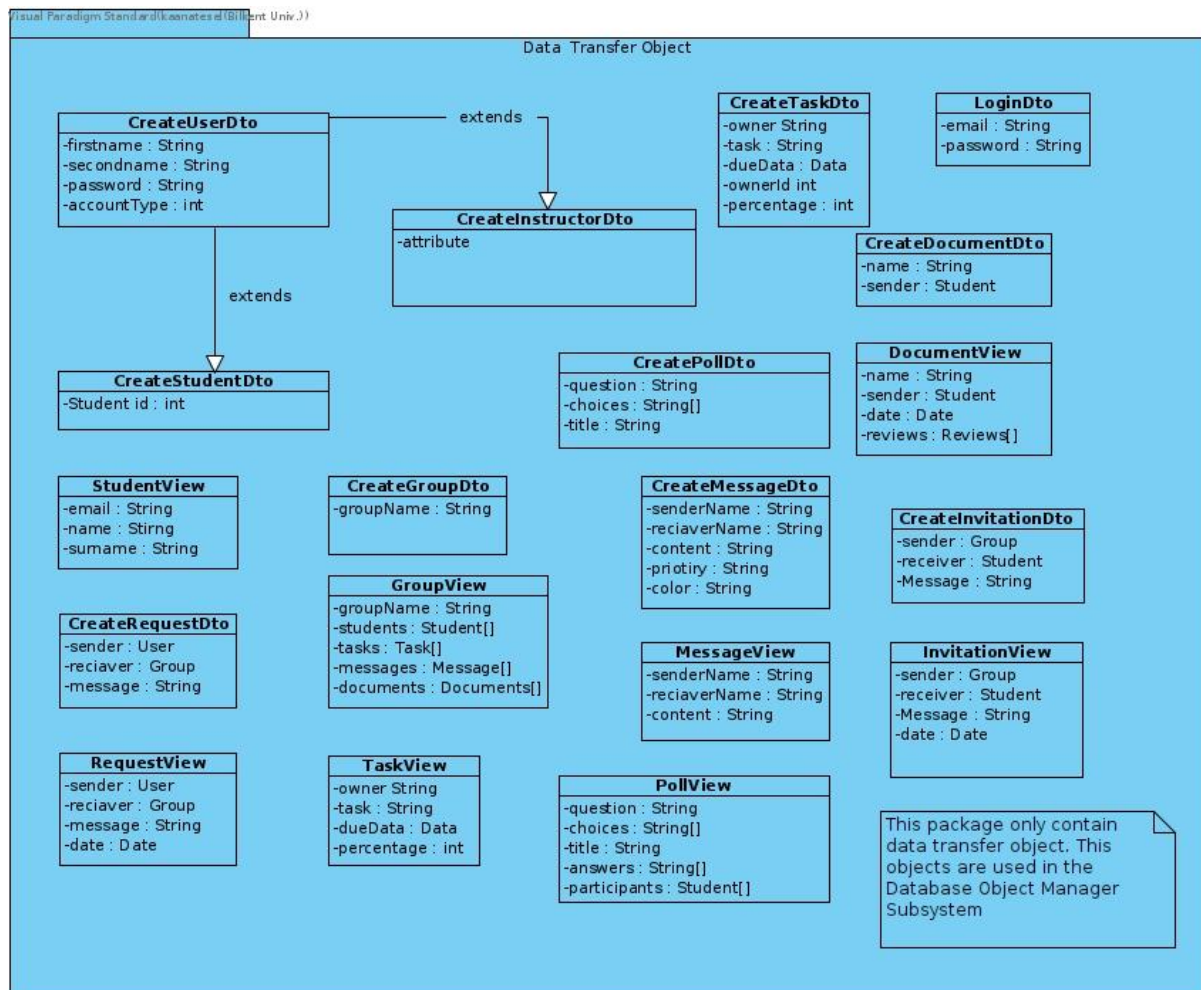 Visual Paradigm Standard(kaanatesel(Bilkent Univ.))
Data Transfer Object
CreateUserDto
-firstname : String
-secondname : String
-password : String
-accountType : int
extends
CreateInstructorDto
-attribute
CreateTaskDto
-owner String
-task : String
-dueData : Data
-ownerId int
-percentage : int
LoginDto
-email : String
-password : String
CreateDocumentDto
-name : String
-sender : Student
extends
CreateStudentDto
-Student id : int
CreatePollDto
-question : String
-choices : String[]
-title : String
DocumentView
-name : String
-sender : Student
-date : Date
-reviews : Reviews[]
StudentView
-email : String
-name : Stirng
-surname : String
CreateGroupDto
-groupName : String
CreateMessageDto
-senderName : String
-reciaverName : String
-content : String
-priotiry : String
-color : String
CreateInvitationDto
-sender : Group
-receiver : Student
-Message : String
GroupView
-groupName : String
-students : Student[]
-tasks : Task[]
-messages : Message[]
-documents : Documents[]
CreateRequestDto
-sender : User
-reciaver : Group
-message : String
MessageView
-senderName : String
-reciaverName : String
-content : String
InvitationView
-sender : Group
-receiver : Student
-Message : String
-date : Date
RequestView
-sender : User
-reciaver : Group
-message : String
-date : Date
TaskView
-owner String
-task : String
-dueData : Data
-percentage : int
PollView
-question : String
-choices : String[]
-title : String
-answers : String[]
-participants : Student[]
This package only contain
data transfer object. This
objects are used in the
Database Object Manager
Subsystem